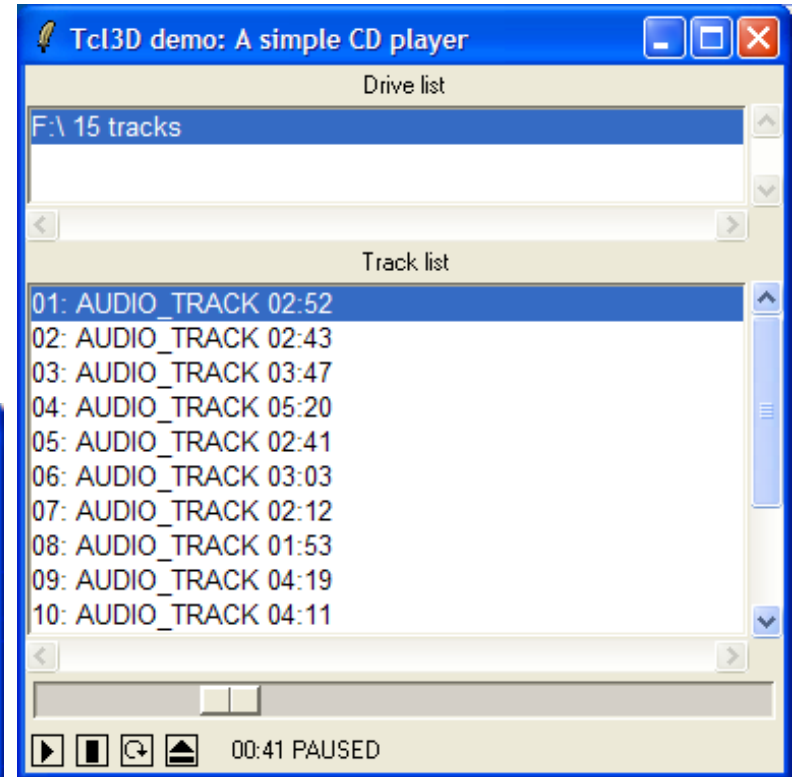 Tcl3D demo: A simple CD player
Drive list
F:\ 15 tracks
Track list
01: AUDIO_TRACK 02:52
02: AUDIO_TRACK 02:43
03: AUDIO_TRACK 03:47
04: AUDIO_TRACK 05:20
05: AUDIO_TRACK 02:41
06: AUDIO_TRACK 03:03
07: AUDIO_TRACK 02:12
08: AUDIO_TRACK 01:53
09: AUDIO_TRACK 04:19
10: AUDIO_TRACK 04:11
00:41 PAUSED